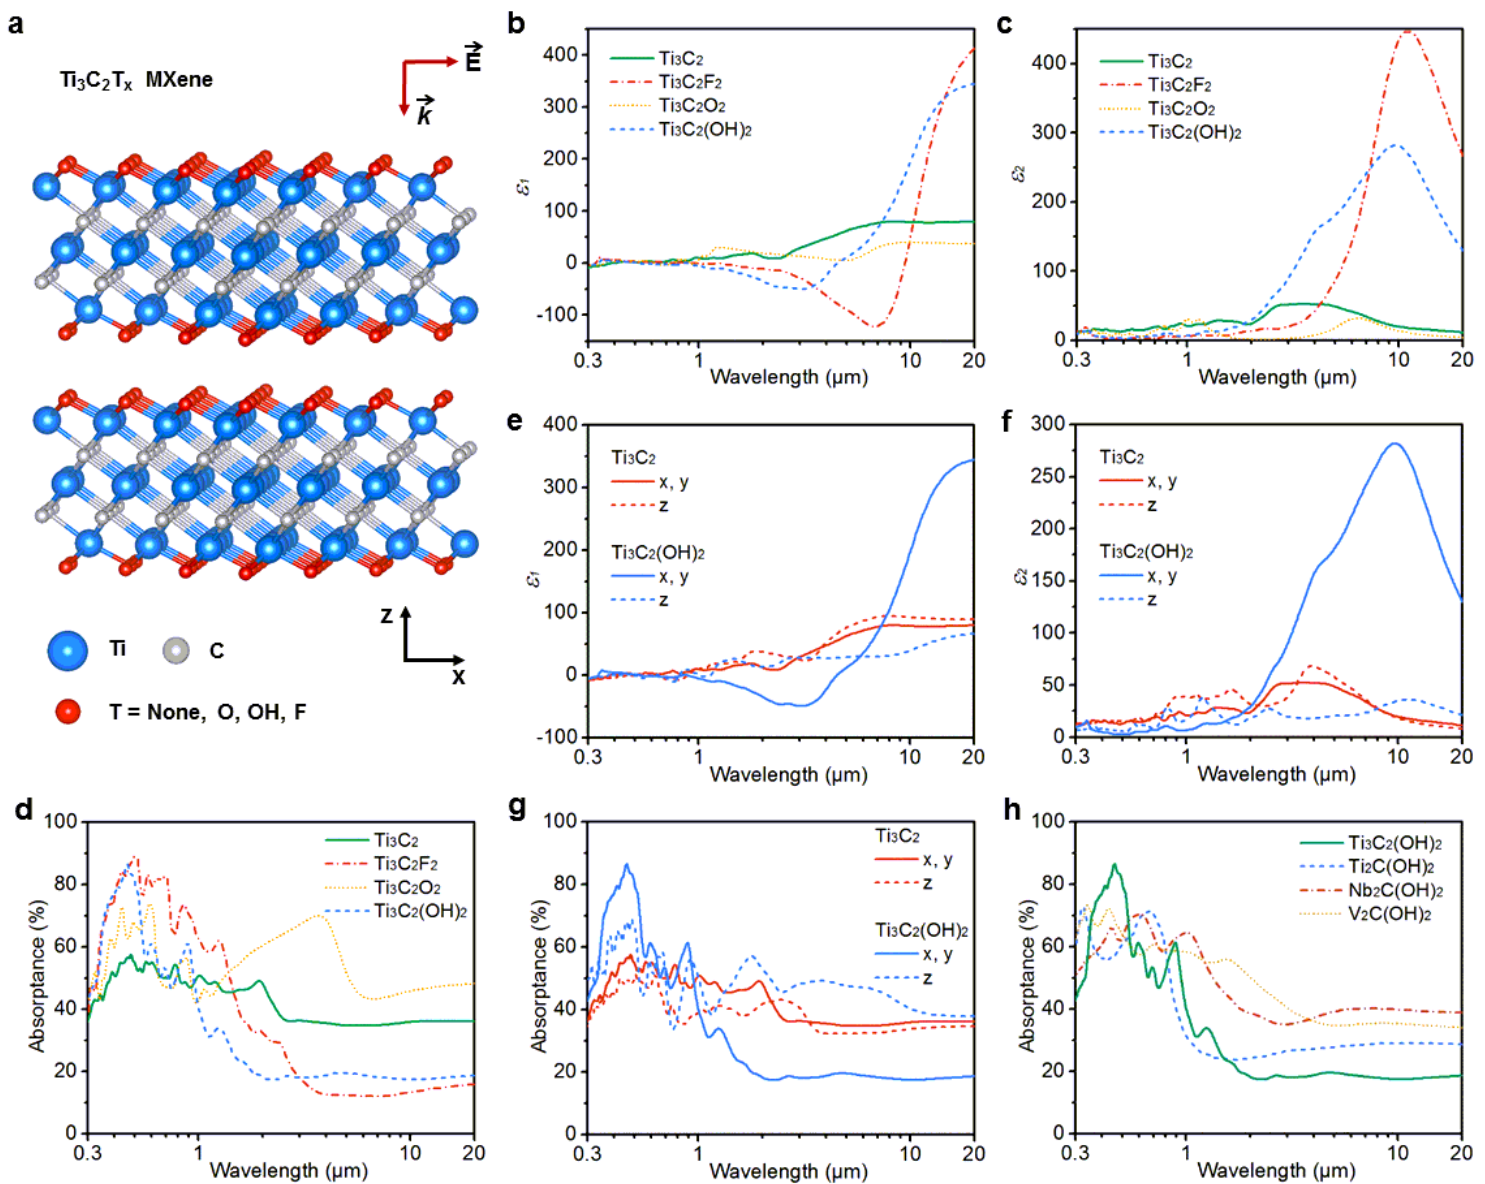 a
Ti3C2Tx MXene
E
k
Z
X
Ti
C
T = None, O, OH, F
b
400
300
200
100
0
-100
ε1
Ti3C2
Ti3C2F2
Ti3C2O2
Ti3C2(OH)2
0.3
1
10
20
Wavelength (µm)
c
400
300
200
100
0
ε2
Ti3C2
Ti3C2F2
Ti3C2O2
Ti3C2(OH)2
0.3
1
10
20
Wavelength (µm)
e
400
300
200
100
0
-100
ε1
Ti3C2
x, y
z
Ti3C2(OH)2
x, y
z
0.3
1
10
20
Wavelength (µm)
f
300
250
200
150
100
50
0
ε2
Ti3C2
x, y
z
Ti3C2(OH)2
x, y
z
0.3
1
10
20
Wavelength (µm)
d
100
80
60
40
20
0
Absorptance (%)
Ti3C2
Ti3C2F2
Ti3C2O2
Ti3C2(OH)2
0.3
1
10
20
Wavelength (µm)
g
100
80
60
40
20
0
Absorptance (%)
Ti3C2
x, y
z
Ti3C2(OH)2
x, y
z
0.3
1
10
20
Wavelength (µm)
h
100
80
60
40
20
0
Absorptance (%)
Ti3C2(OH)2
Ti2C(OH)2
Nb2C(OH)2
V2C(OH)2
0.3
1
10
20
Wavelength (µm)